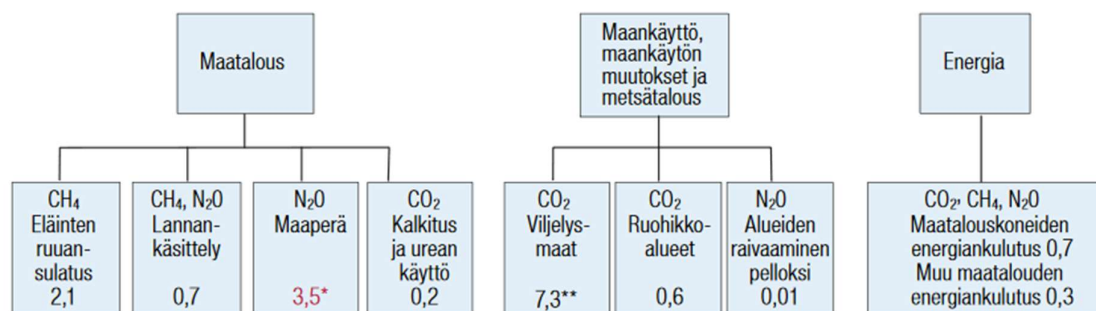 Maatalous
Maankäyttö,
maankäytön
muutokset ja
metsätalous
Energia
CH₄
Eläinten
ruuan-
sulatus
2,1
CH₄, N₂O
Lannan-
käsittely
0,7
N₂O
Maaperä
3,5*
CO₂
Kalkitus
ja urean
käyttö
0,2
CO₂
Viljelys-
maat
7,3**
CO₂
Ruohikko-
alueet
0,6
N₂O
Alueiden
raivaaminen
pelloksi
0,01
CO₂, CH₄, N₂O
Maatalouskoneiden
energiankulutus 0,7
Muu maatalouden
energiankulutus 0,3